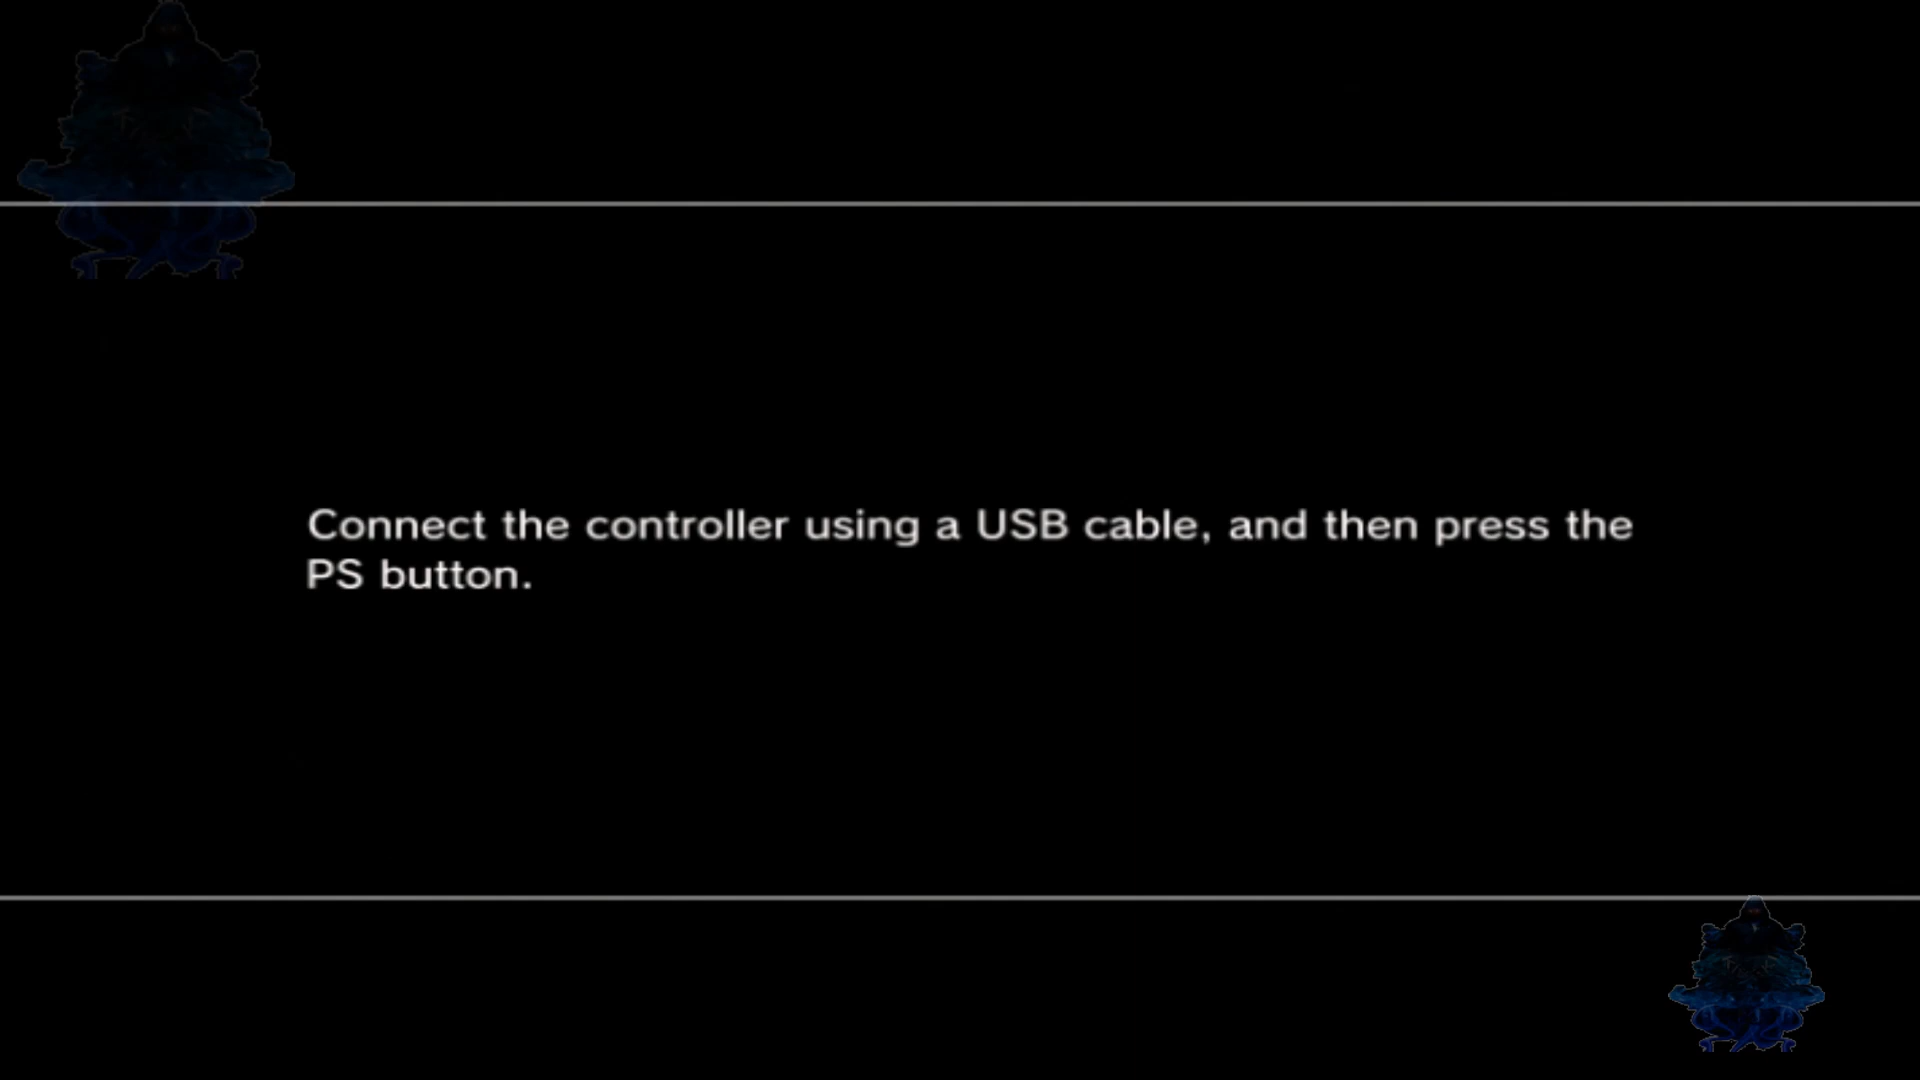 Connect the controller using a USB cable, and then press the
PS button.